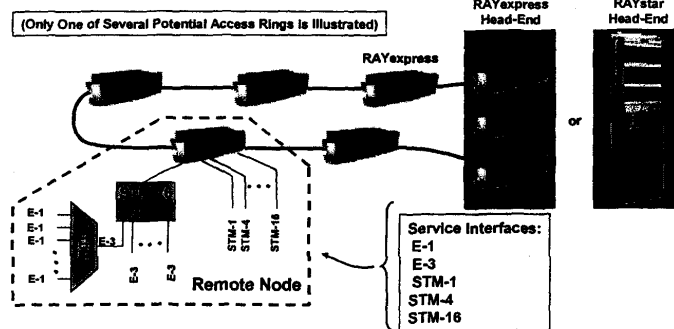 RAYexpress
Head-End
RAYstar
Head-End
(Only One of Several Potential Access Rings is Illustrated)
RAYexpress
or
E-1
E-1
E-1
E-1
E-3
E-3
E-3
STM-1
STM-4
STM-16
Remote Node
Service Interfaces:
E-1
E-3
STM-1
STM-4
STM-16